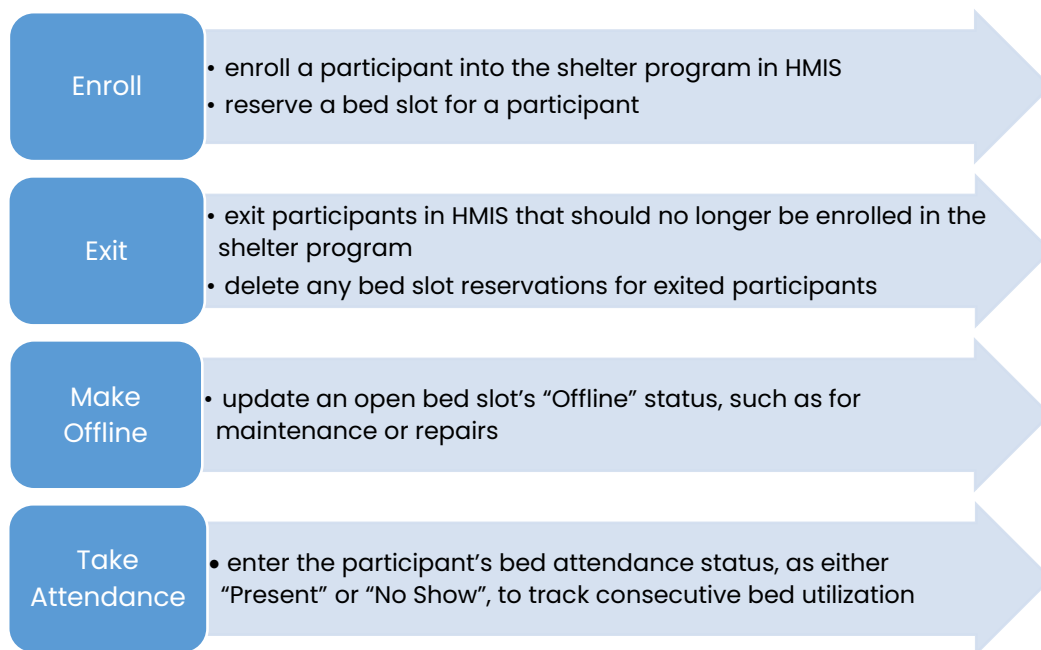 Enroll
• enroll a participant into the shelter program in HMIS
• reserve a bed slot for a participant
Exit
• exit participants in HMIS that should no longer be enrolled in the
shelter program
• delete any bed slot reservations for exited participants
Make
Offline
• update an open bed slot’s “Offline” status, such as for
maintenance or repairs
Take
Attendance
• enter the participant’s bed attendance status, as either
“Present” or “No Show”, to track consecutive bed utilization